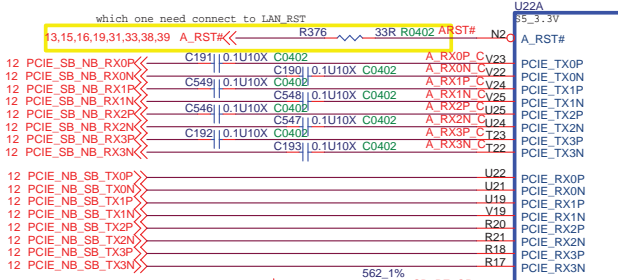 U22A
which one need connect to LAN_RST
S5_3.3V
13,15,16,19,31,33,38,39 A_RST# R376 33R R0402 ARST# N2 A_RST#
12 PCIE_SB_NB_RX0P C191 0.1U10X C0402 A_RX0P_C V23 PCIE_TX0P
12 PCIE_SB_NB_RX0N C190 0.1U10X C0402 A_RX0N_C V22 PCIE_TX0N
12 PCIE_SB_NB_RX1P C549 0.1U10X C0402 A_RX1P_C V24 PCIE_TX1P
12 PCIE_SB_NB_RX1N C548 0.1U10X C0402 A_RX1N_C V25 PCIE_TX1N
12 PCIE_SB_NB_RX2P C546 0.1U10X C0402 A_RX2P_C U25 PCIE_TX2P
12 PCIE_SB_NB_RX2N C547 0.1U10X C0402 A_RX2N_C U24 PCIE_TX2N
12 PCIE_SB_NB_RX3P C192 0.1U10X C0402 A_RX3P_C T23 PCIE_TX3P
12 PCIE_SB_NB_RX3N C193 0.1U10X C0402 A_RX3N_C T22 PCIE_TX3N
12 PCIE_NB_SB_TX0P U22 PCIE_RX0P
12 PCIE_NB_SB_TX0N U21 PCIE_RX0N
12 PCIE_NB_SB_TX1P U19 PCIE_RX1P
12 PCIE_NB_SB_TX1N V19 PCIE_RX1N
12 PCIE_NB_SB_TX2P R20 PCIE_RX2P
12 PCIE_NB_SB_TX2N R21 PCIE_RX2N
12 PCIE_NB_SB_TX3P R18 PCIE_RX3P
12 PCIE_NB_SB_TX3N R17 PCIE_RX3N
562_1%